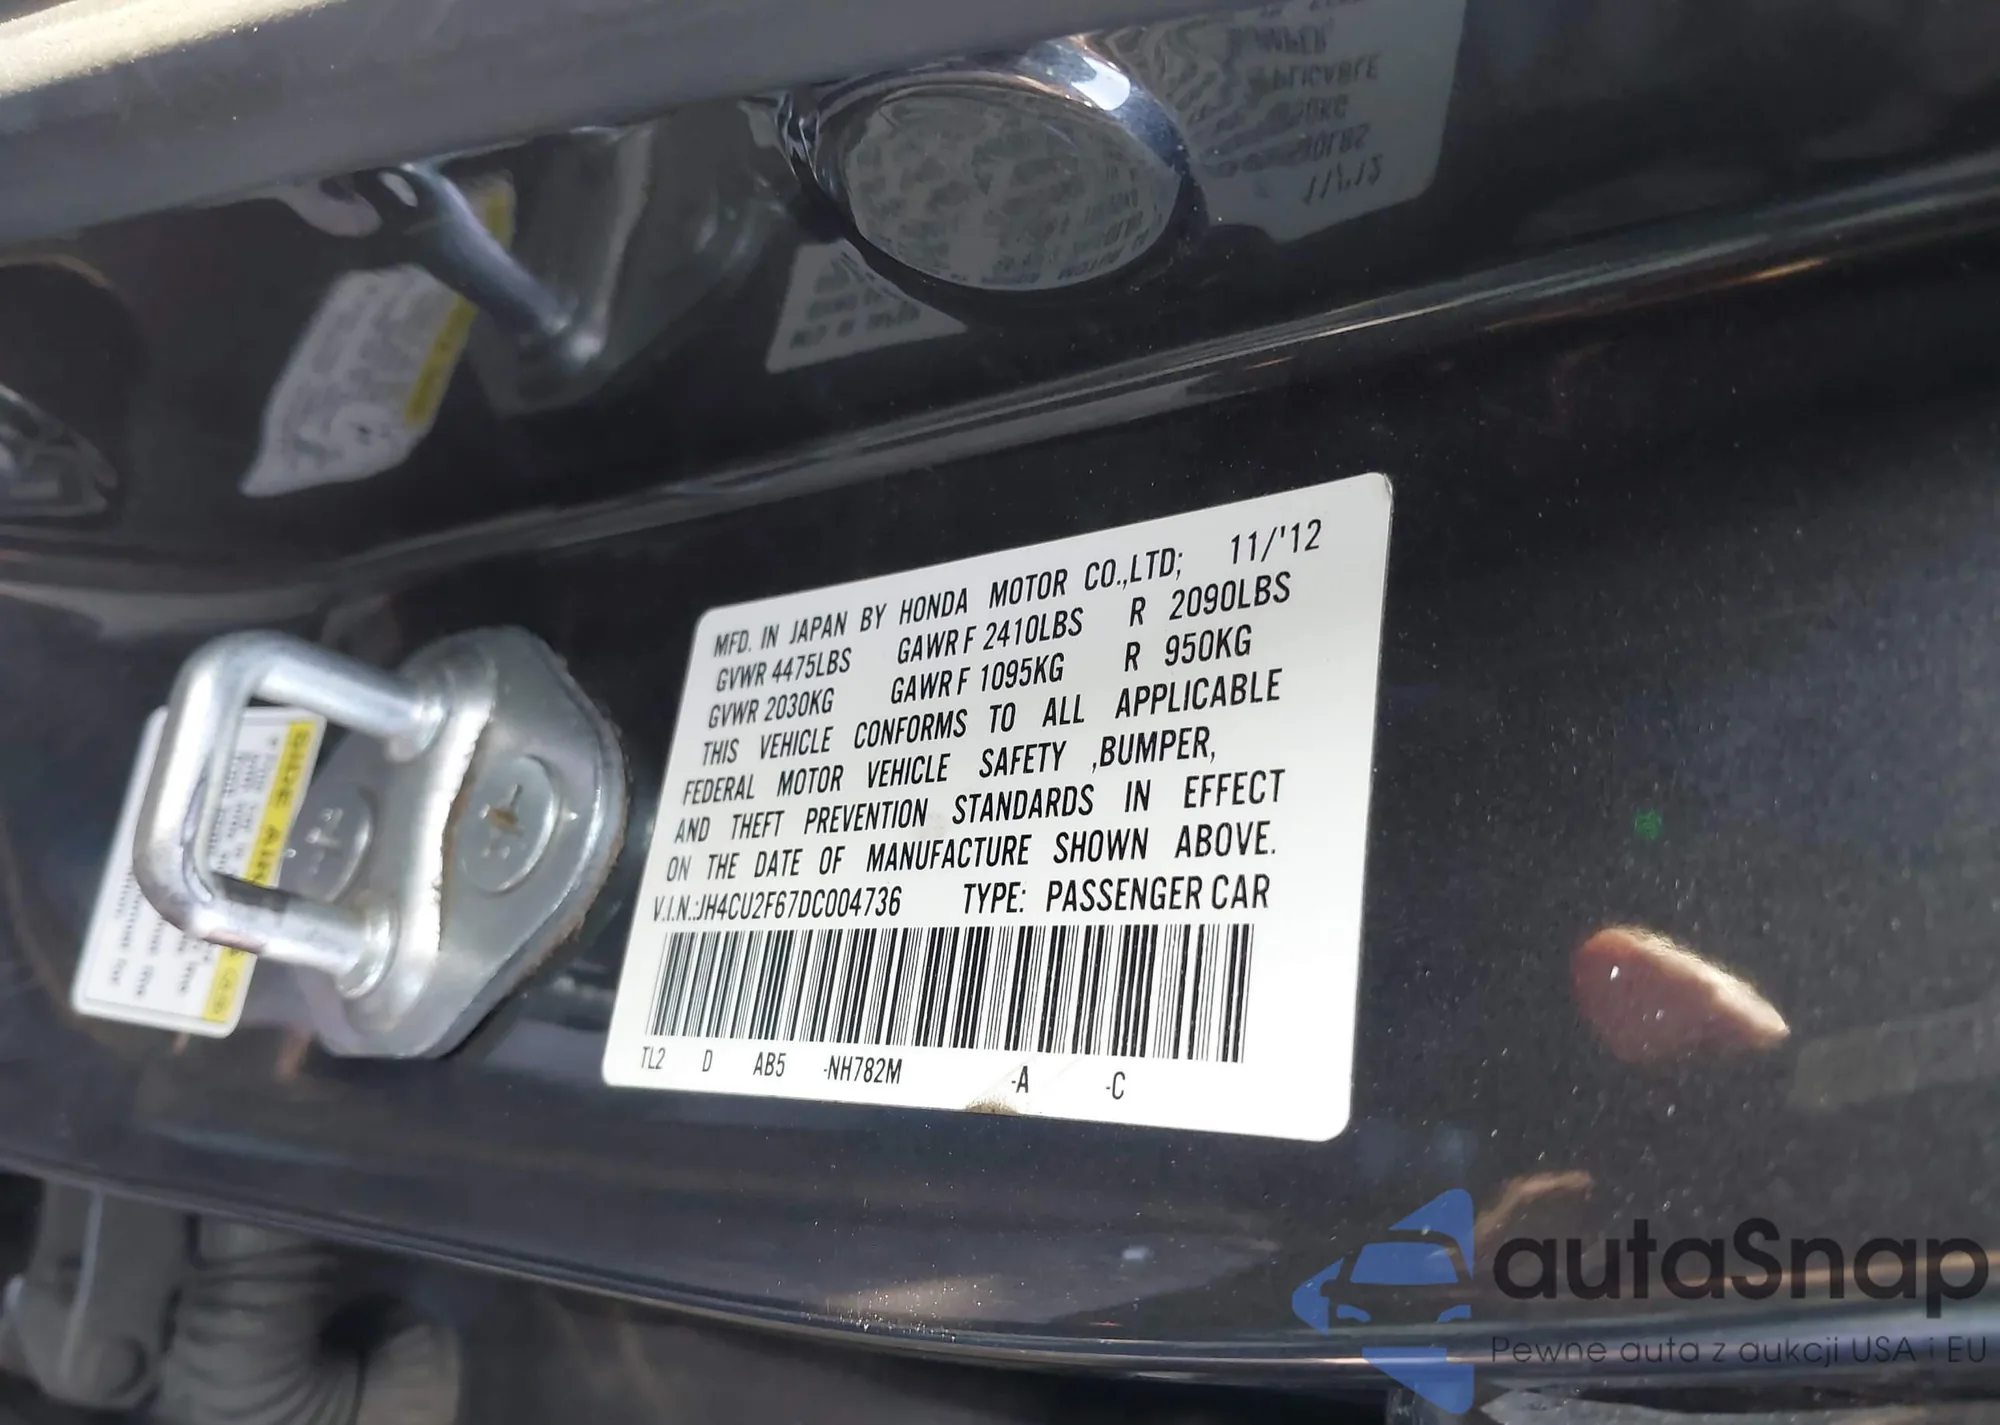 MFD. IN JAPAN BY HONDA MOTOR CO.,LTD; 11/'12
GVWR 4475LBS GAWR F 2410LBS R 2090LBS
GVWR 2030KG GAWR F 1095KG R 950KG
THIS VEHICLE CONFORMS TO ALL APPLICABLE
FEDERAL MOTOR VEHICLE SAFETY ,BUMPER,
AND THEFT PREVENTION STANDARDS IN EFFECT
ON THE DATE OF MANUFACTURE SHOWN ABOVE.
V.I.N.:JH4CU2F67DC004736 TYPE: PASSENGER CAR
TL2 D AB5 -NH782M -A -C
SIDE AIR
autaSnap
Pewne auta z aukcji USA i EU